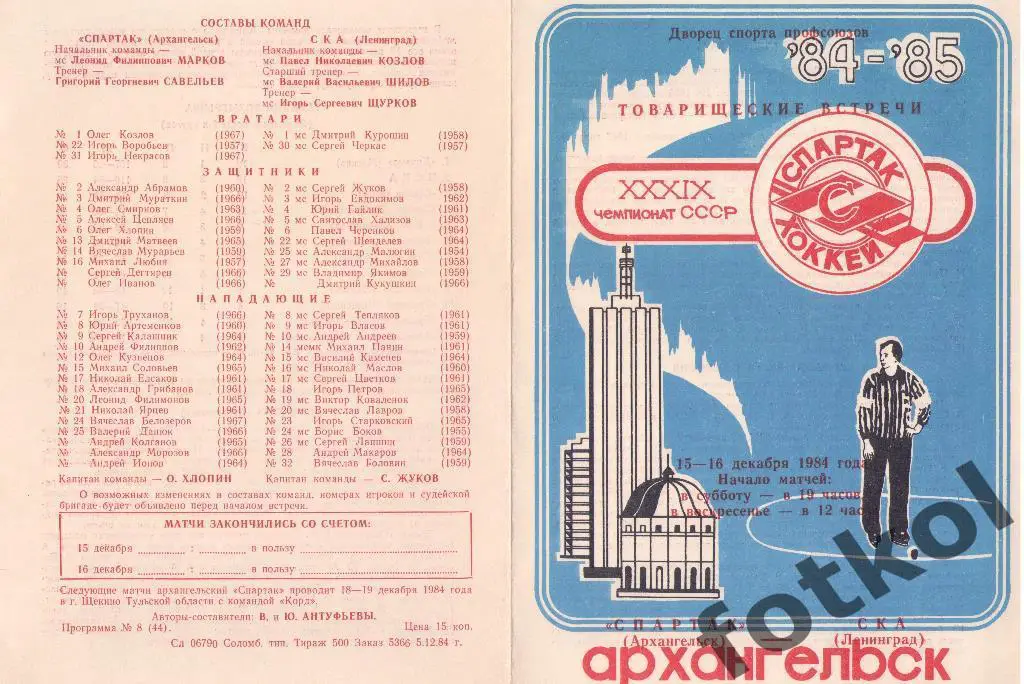 СОСТАВЫ КОМАНД
«СПАРТАК» (Архангельск)
Начальник команды —
мс Леонид Филиппович МАРКОВ
Тренер —
Григорий Георгиевич САВЕЛЬЕВ
СКА (Ленинград)
Начальник команды —
мс Павел Николаевич КОЗЛОВ
Старший тренер —
мс Валерий Васильевич ШИЛОВ
Тренер —
мс Игорь Сергеевич ЩУРКОВ
ВРАТАРИ
№ 1 Олег Козлов (1967) № 1 мс Дмитрий Курошин (1958)
№ 22 Игорь Воробьев (1957) № 30 мс Сергей Черкас (1957)
№ 31 Игорь Некрасов (1967)
ЗАЩИТНИКИ
№ 2 Александр Абрамов (1960) № 2 мс Сергей Жуков (1958)
№ 3 Дмитрий Мураткин (1966) № 3 мс Игорь Евдокимов 1962)
№ 4 Олег Смирнов (1963) № 4 Юрий Гайлик (1961)
№ 5 Алексей Цепляев (1966) № 5 мс Святослав Хализов (1963)
№ 6 Олег Хлопин (1959) № 6 Павел Черенков (1964)
№ 13 Дмитрий Матвеев (1965) № 22 мс Сергей Шенделев 1964)
№ 14 Вячеслав Муравьев (1959) № 25 мс Александр Малюгин (1954)
№ 16 Михаил Любин (1957) № 27 мс Александр Михайлов (1958)
№ Сергей Дегтярев (1966) № 29 мс Владимир Якимов (1959)
№ Олег Иванов (1966) № Дмитрий Кукушкин (1966)
НАПАДАЮЩИЕ
№ 7 Игорь Труханов (1966) № 8 мс Сергей Тепляков (1961)
№ 8 Юрий Артеменков (1960) № 9 мс Игорь Власов (1961)
№ 9 Сергей Калашник (1964) № 10 мс Андрей Андреев (1959)
№ 10 Андрей Филиппов (1962) № 14 мсмк Михаил Панин (1961)
№ 12 Олег Кузнецов 1964) № 15 мс Василий Каменев (1964)
№ 15 Михаил Соловьев (1965) № 16 мс Николай Маслов (1960)
№ 17 Николай Елсаков (1961) № 17 мс Сергей Цветков (1961)
№ 18 Александр Грибанов (1961) № 18 Игорь Петров (1965)
№ 20 Леонид Филимонов (1965) № 19 мс Виктор Коваленок (1962)
№ 21 Николай Ярцев (1961) № 20 мс Вячеслав Лавров (1958)
№ 24 Вячеслав Белозеров (1967) № 23 Игорь Старковский (1965)
№ 25 Валерий Данюк (1966) № 24 мс Борис Боков (1955)
№ Андрей Колганов (1965) № 26 мс Сергей Лапшин (1959)
№ Александр Морозов (1966) № 28 Андрей Макаров (1964)
№ Андрей Ионов (1964) № 32 Вячеслав Боловин (1959)
Капитан команды — О. ХЛОПИН Капитан команды — С. ЖУКОВ
О возможных изменениях в составах команд, номерах игроков и судейской
бригаде будет объявлено перед началом встречи.
МАТЧИ ЗАКОНЧИЛИСЬ СО СЧЕТОМ:
15 декабря : в пользу
16 декабря : в пользу
Следующие матчи архангельский «Спартак» проводит 18—19 декабря 1984 года
в г. Щекино Тульской области с командой «Корд».
Авторы-составители: В. и Ю. АНТУФЬЕВЫ.
Программа № 8 (44). Цена 15 коп.
Сд 06790 Соломб. тип. Тираж 500 Заказ 5366 5.12.84 г.
Дворец спорта профсоюзов
'84-'85
ТОВАРИЩЕСКИЕ ВСТРЕЧИ
XXXIX
чемпионат СССР
СПАРТАК
С
ХОККЕЙ
15—16 декабря 1984 года
Начало матчей:
в субботу — в 19 часов
в воскресенье — в 12 часов
«СПАРТАК» — СКА
(Архангельск) (Ленинград)
архангельск
fotkol